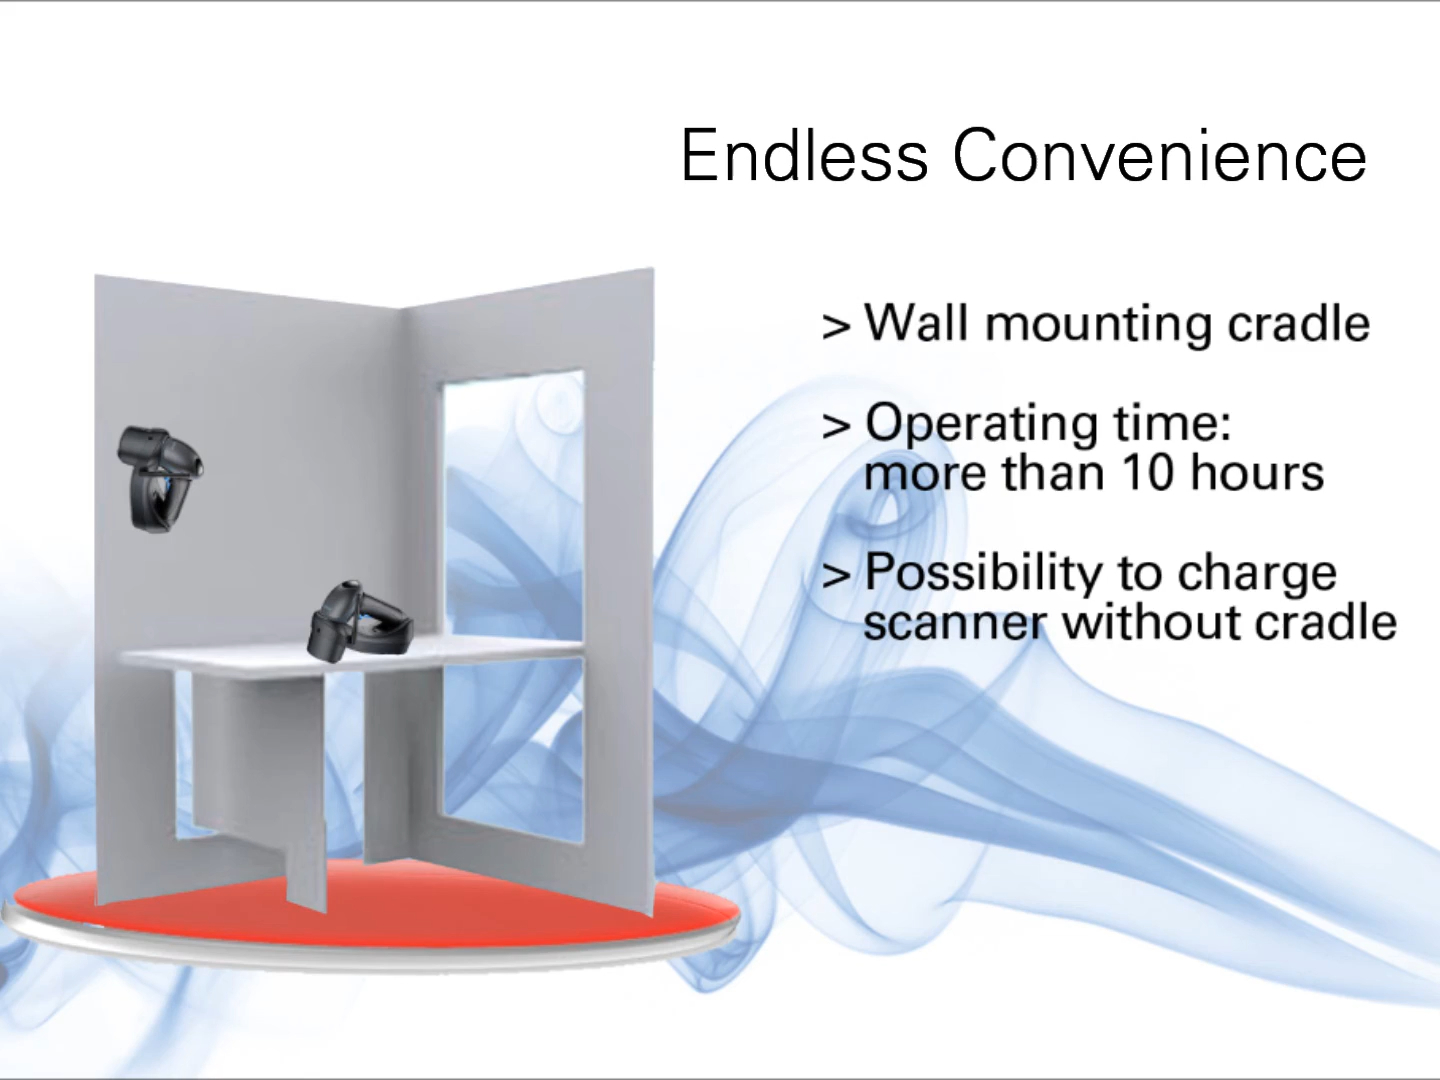 Endless Convenience
> Wall mounting cradle
> Operating time:
more than 10 hours
> Possibility to charge
scanner without cradle